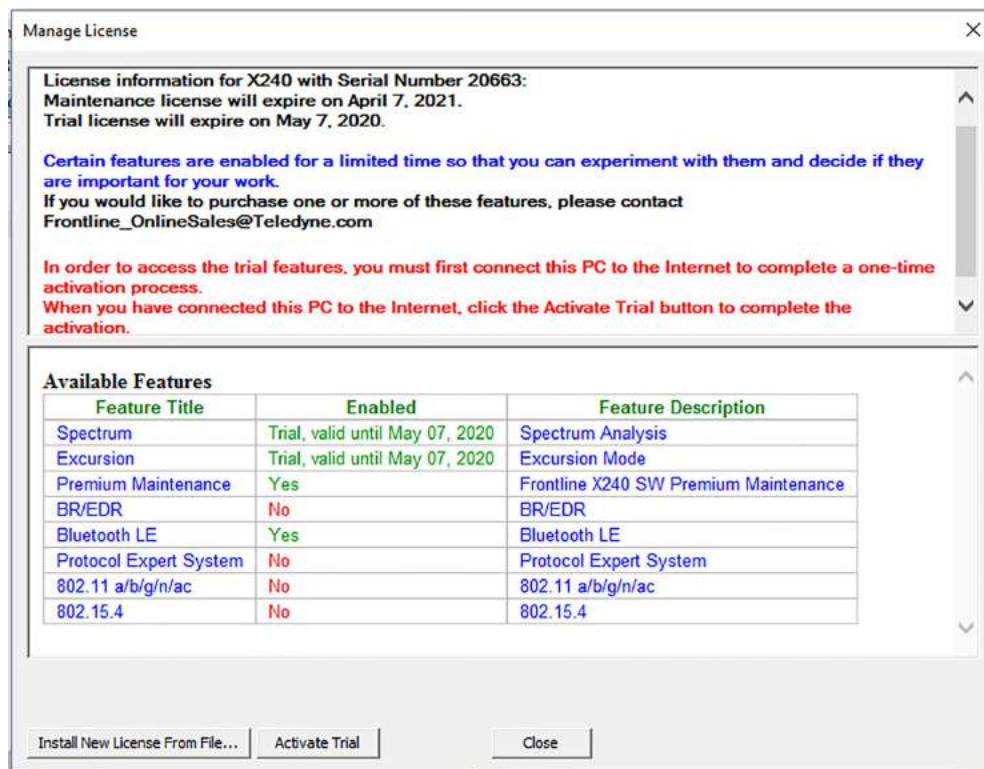 Manage License
License information for X240 with Serial Number 20663:
Maintenance license will expire on April 7, 2021.
Trial license will expire on May 7, 2020.
Certain features are enabled for a limited time so that you can experiment with them and decide if they
are important for your work.
If you would like to purchase one or more of these features, please contact
Frontline_OnlineSales@Teledyne.com
In order to access the trial features, you must first connect this PC to the Internet to complete a one-time
activation process.
When you have connected this PC to the Internet, click the Activate Trial button to complete the
activation.
Available Features
Feature Title Enabled Feature Description
Spectrum Trial, valid until May 07, 2020 Spectrum Analysis
Excursion Trial, valid until May 07, 2020 Excursion Mode
Premium Maintenance Yes Frontline X240 SW Premium Maintenance
BR/EDR No BR/EDR
Bluetooth LE Yes Bluetooth LE
Protocol Expert System No Protocol Expert System
802.11 a/b/g/n/ac No 802.11 a/b/g/n/ac
802.15.4 No 802.15.4
Install New License From File... Activate Trial Close